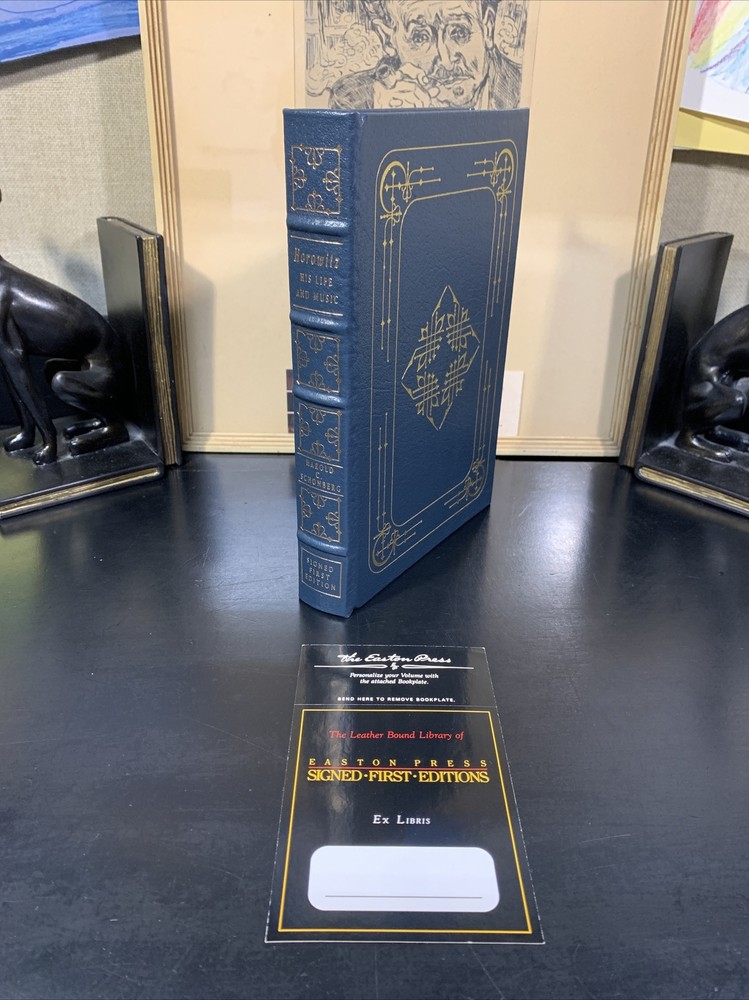 Horowitz
HIS LIFE
AND MUSIC
HAROLD
C.
SCHONBERG
SIGNED
FIRST
EDITION
The Easton Press
Personalize your Volume with
the attached Bookplate.
BEND HERE TO REMOVE BOOKPLATE.
The Leather Bound Library of
EASTON PRESS
SIGNED·FIRST·EDITIONS
EX LIBRIS